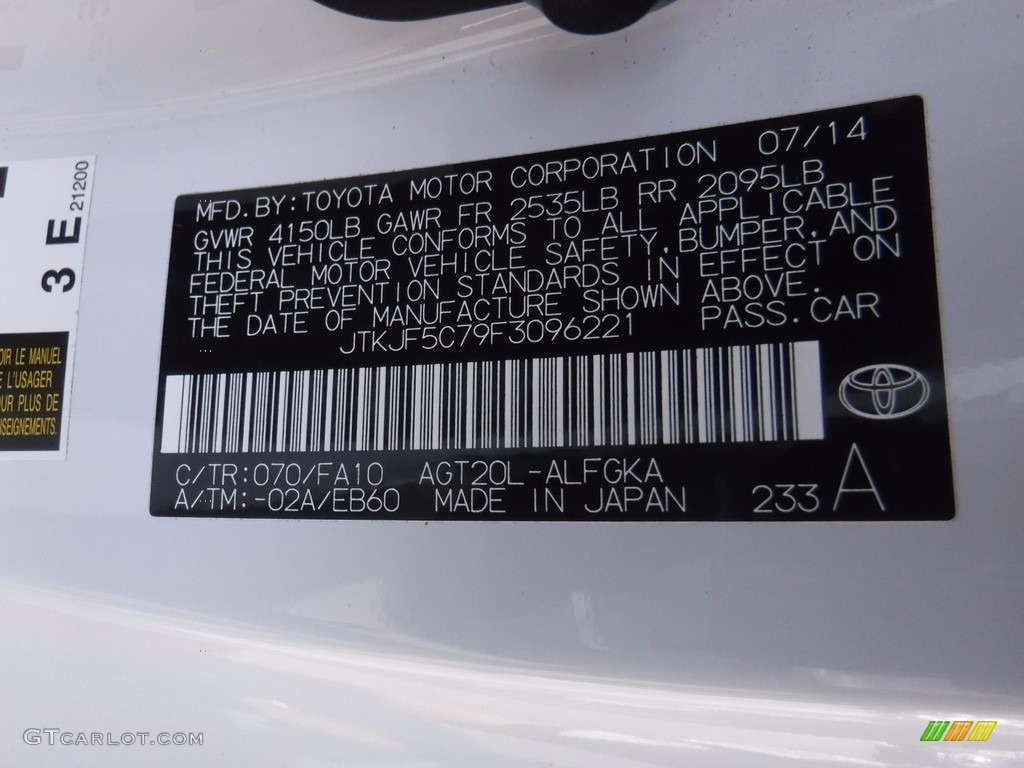 MFD.BY:TOYOTA MOTOR CORPORATION 07/14
GVWR 4150LB GAWR FR 2535LB RR 2095LB
THIS VEHICLE CONFORMS TO ALL APPLICABLE
FEDERAL MOTOR VEHICLE SAFETY,BUMPER,AND
THEFT PREVENTION STANDARDS IN EFFECT ON
THE DATE OF MANUFACTURE SHOWN ABOVE.
JTKJF5C79F3096221 PASS.CAR
C/TR:070/FA10 AGT20L-ALFGKA
A/TM:-02A/EB60 MADE IN JAPAN 233 A
3 E 21200
OIR LE MANUEL
E L'USAGER
OUR PLUS DE
NSEIGNEMENTS.
GTCARLOT.COM